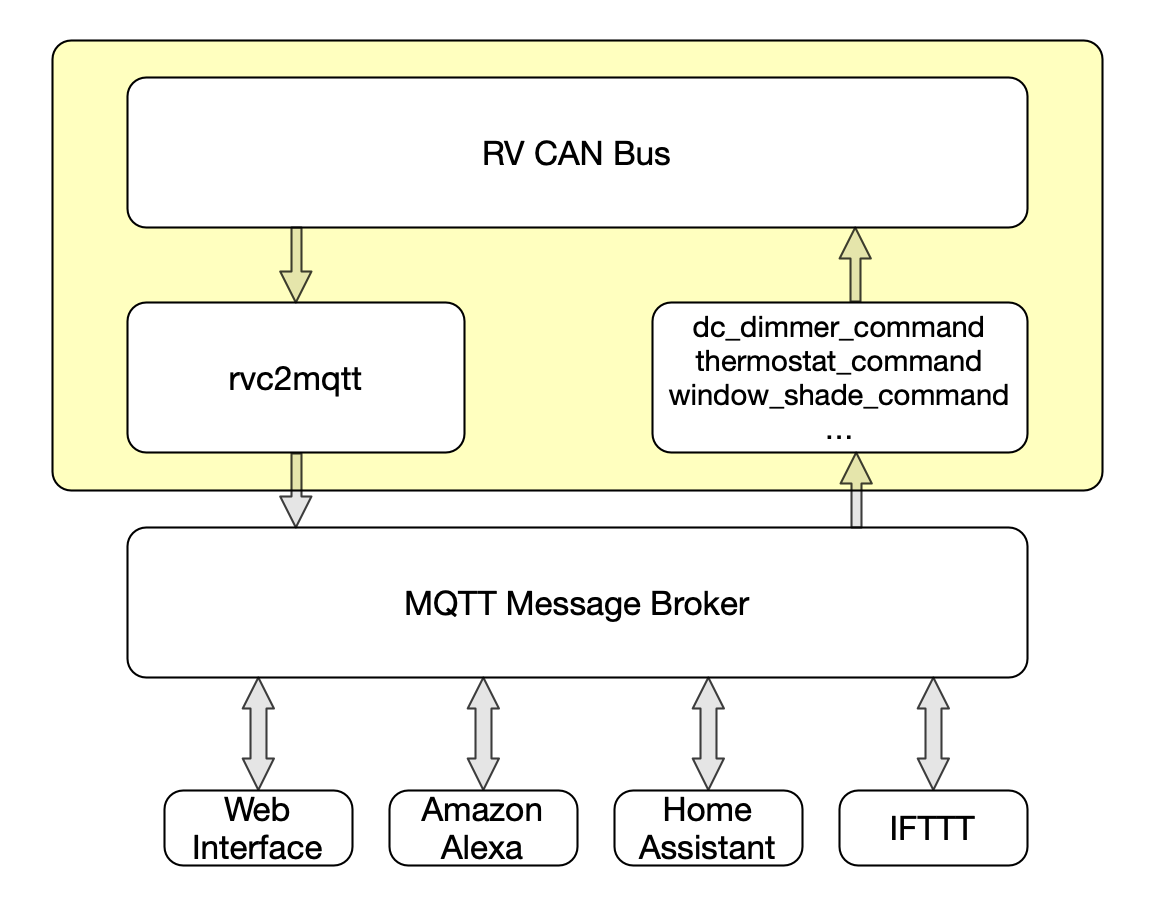 RV CAN Bus
rvc2mqtt
dc_dimmer_command
thermostat_command
window_shade_command
...
MQTT Message Broker
Web
Interface
Amazon
Alexa
Home
Assistant
IFTTT